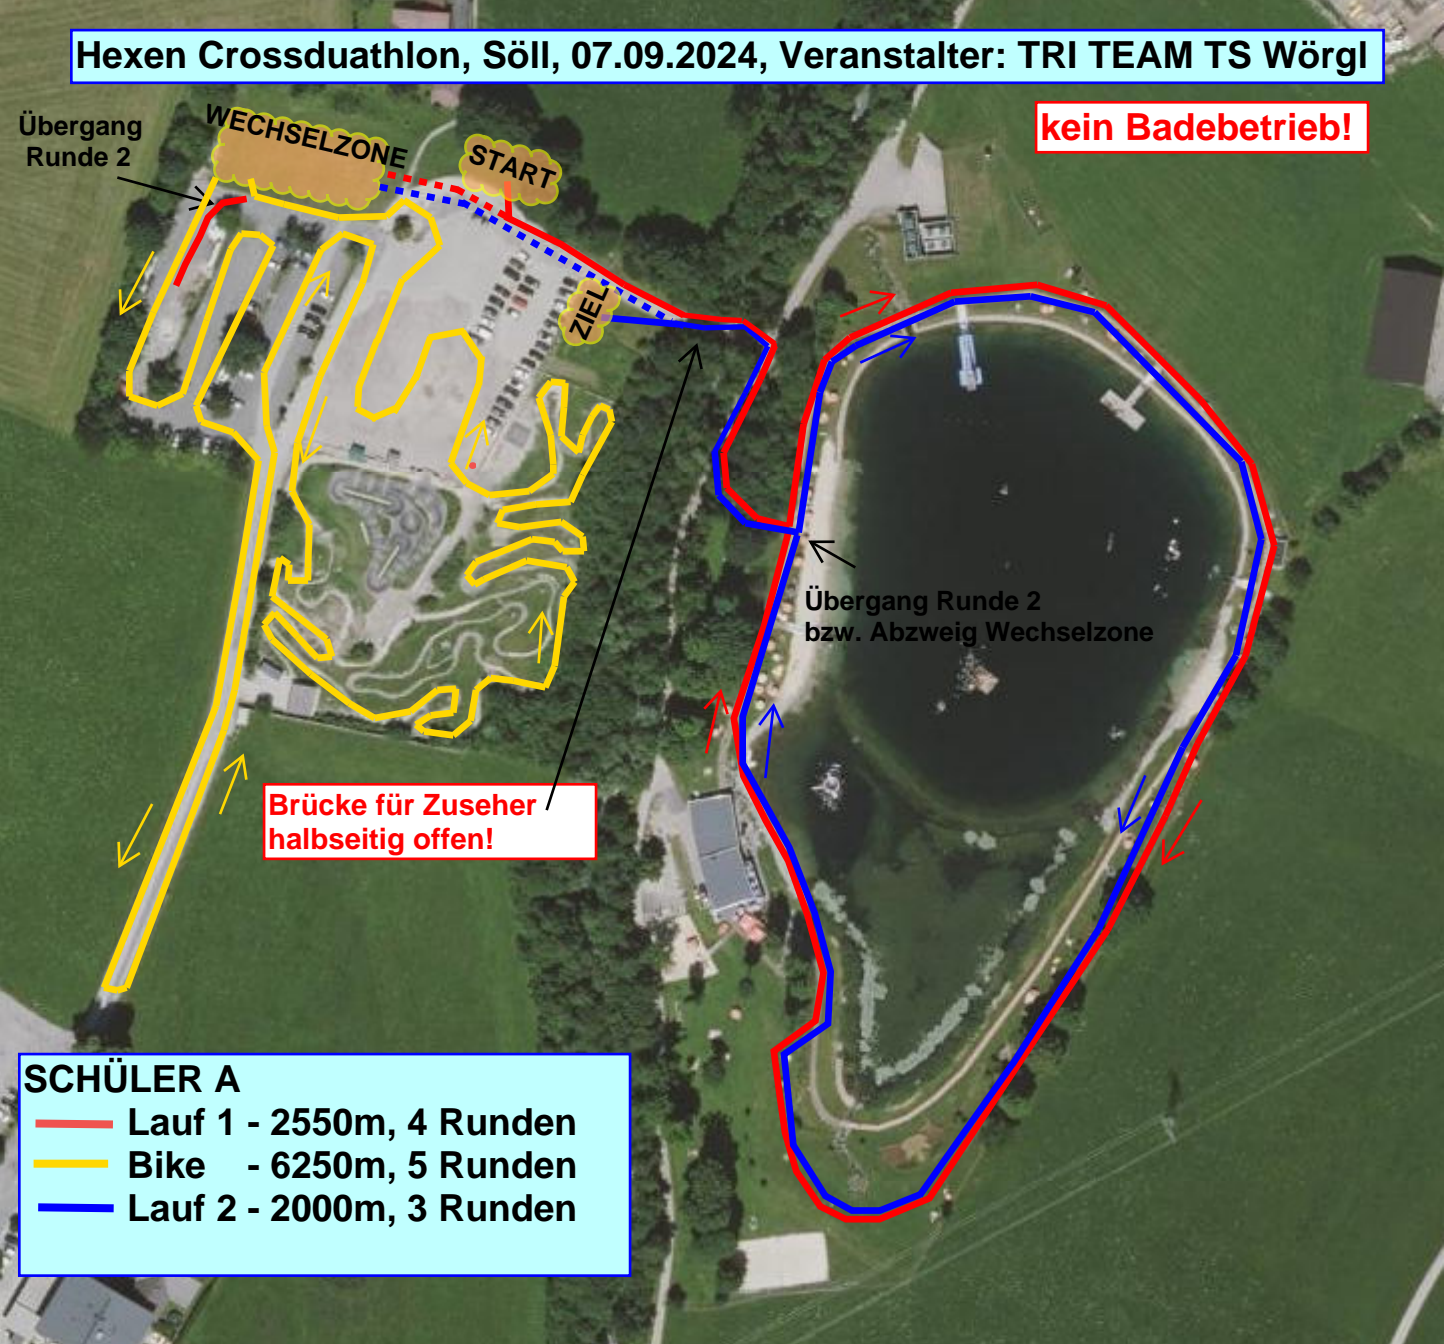 Hexen Crossduathlon, Söll, 07.09.2024, Veranstalter: TRI TEAM TS Wörgl
kein Badebetrieb!
Übergang
Runde 2
WECHSELZONE
START
ZIEL
Übergang Runde 2
bzw. Abzweig Wechselzone
Brücke für Zuseher
halbseitig offen!
SCHÜLER A
Lauf 1 - 2550m, 4 Runden
Bike - 6250m, 5 Runden
Lauf 2 - 2000m, 3 Runden